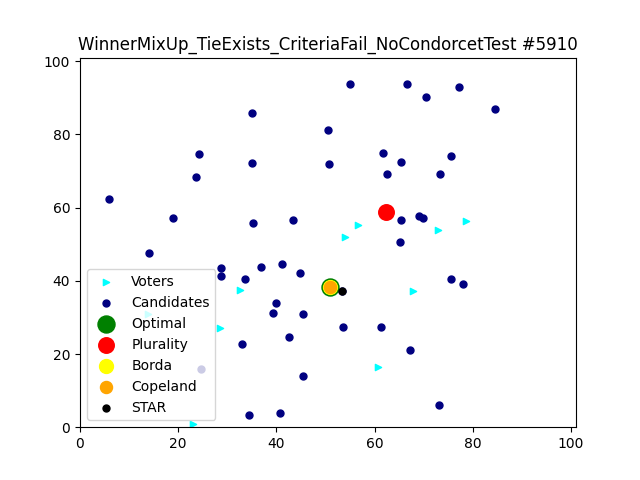 WinnerMixUp_TieExists_CriteriaFail_NoCondorcetTest #5910
100
80
60
40
20
0
Voters
Candidates
Optimal
Plurality
Borda
Copeland
STAR
0 20 40 60 80 100